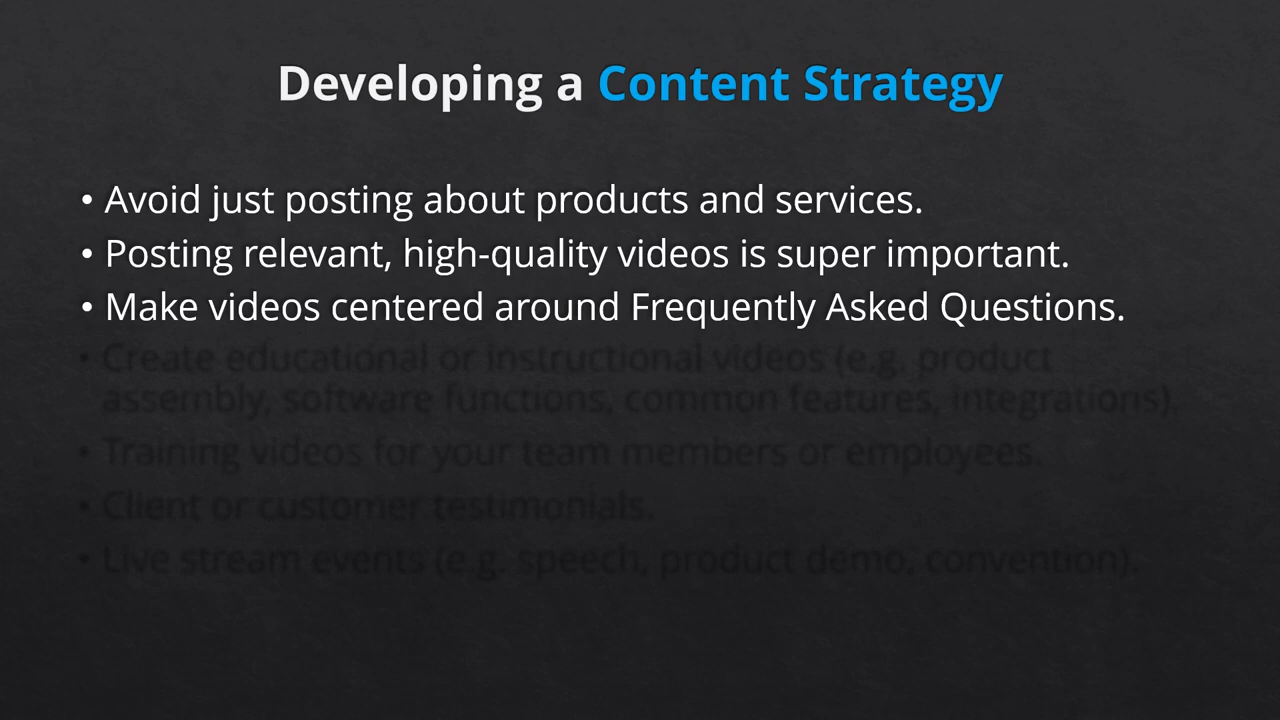 Developing a Content Strategy
• Avoid just posting about products and services.
• Posting relevant, high-quality videos is super important.
• Make videos centered around Frequently Asked Questions.
• Create educational or instructional videos (e.g. product
assembly, software functions, common features, integrations).
• Training videos for your team members or employees.
• Client or customer testimonials.
• Live stream events (e.g. speech, product demo, convention).